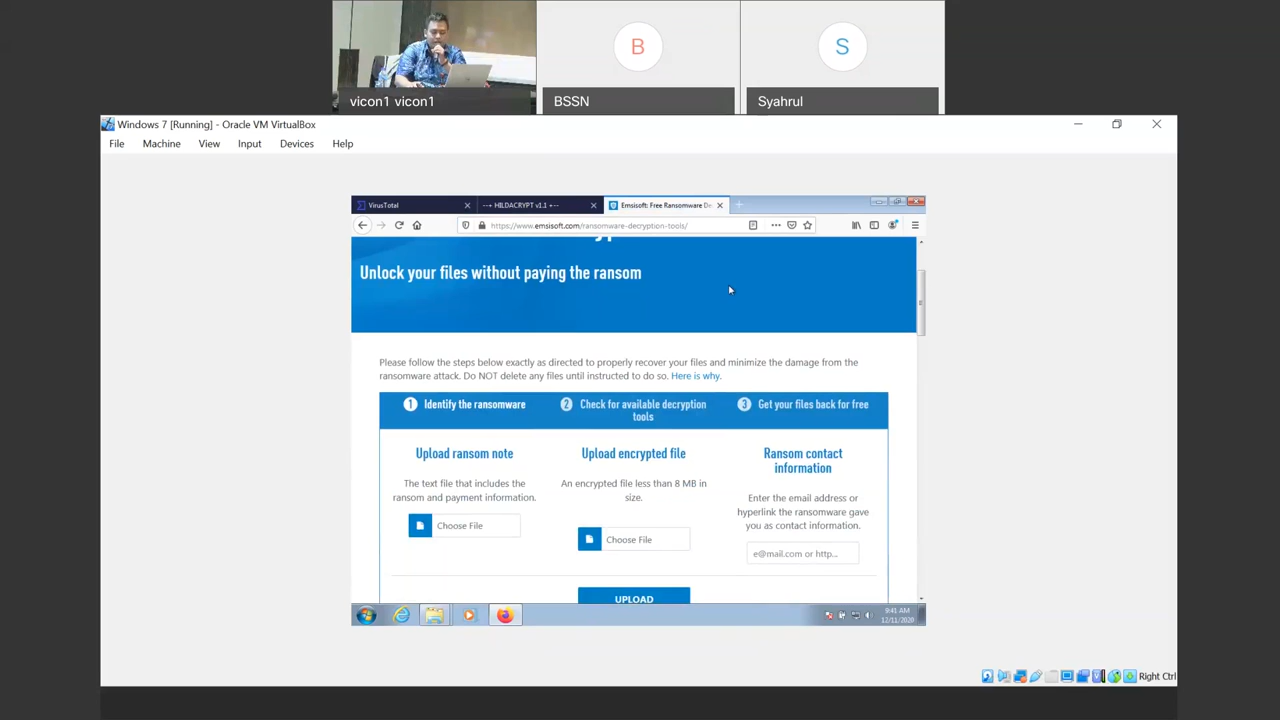 B
S
vicon1 vicon1
BSSN
Syahrul
Windows 7 [Running] - Oracle VM VirtualBox
File Machine View Input Devices Help
VirusTotal
--+ HILDACRYPT v1.1 +--
Emsisoft: Free Ransomware De
https://www.emsisoft.com/ransomware-decryption-tools/
Unlock your files without paying the ransom
Please follow the steps below exactly as directed to properly recover your files and minimize the damage from the
ransomware attack. Do NOT delete any files until instructed to do so. Here is why.
1 Identify the ransomware
2 Check for available decryption
tools
3 Get your files back for free
Upload ransom note
The text file that includes the
ransom and payment information.
Choose File
Upload encrypted file
An encrypted file less than 8 MB in
size.
Choose File
Ransom contact
information
Enter the email address or
hyperlink the ransomware gave
you as contact information.
e@mail.com or http...
UPLOAD
9:41 AM
12/11/2020
Right Ctrl